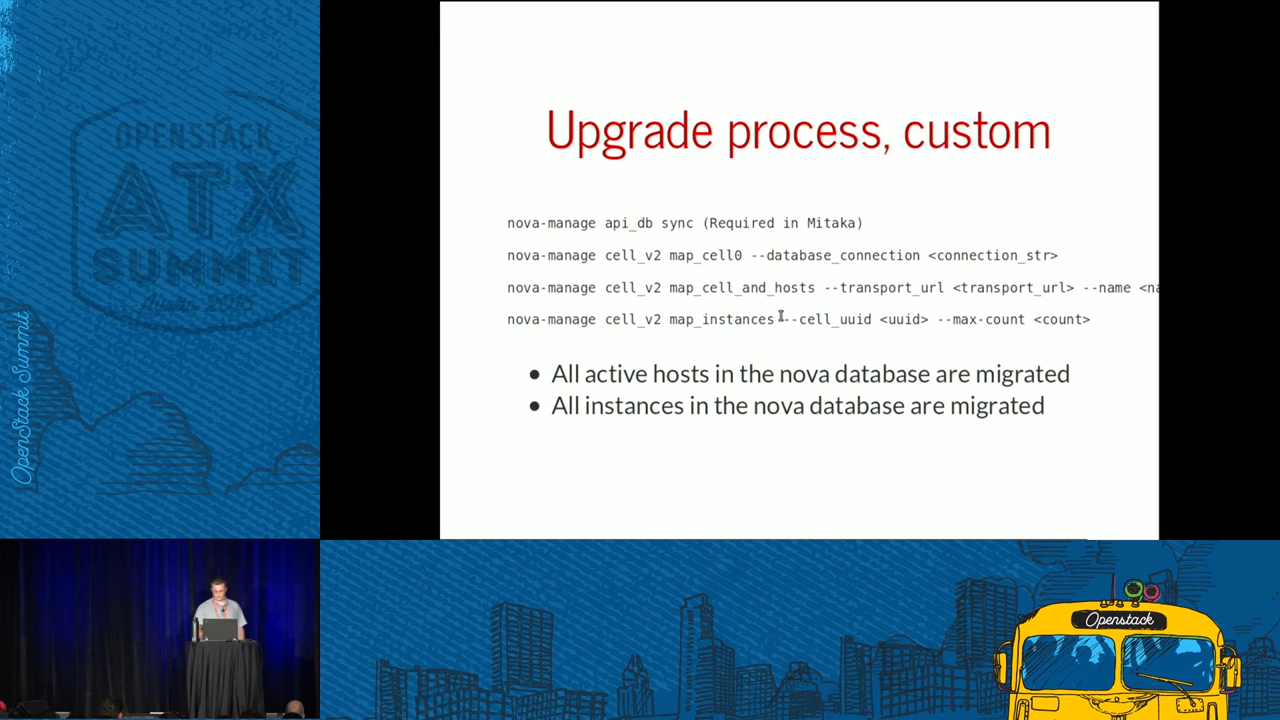 OPENSTACK
ATX
SUMMIT
OpenStack Summit
Upgrade process, custom
nova-manage api_db sync (Required in Mitaka)
nova-manage cell_v2 map_cell0 --database_connection <connection_str>
nova-manage cell_v2 map_cell_and_hosts --transport_url <transport_url> --name <na
nova-manage cell_v2 map_instances --cell_uuid <uuid> --max-count <count>
• All active hosts in the nova database are migrated
• All instances in the nova database are migrated
Openstack